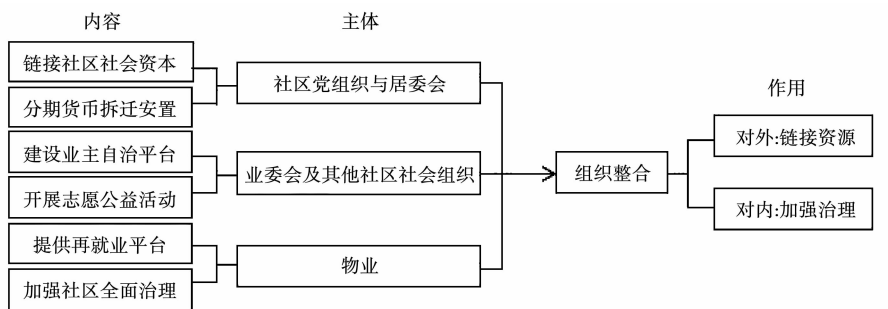 内容
主体
作用
链接社区社会资本
分期货币拆迁安置
建设业主自治平台
开展志愿公益活动
提供再就业平台
加强社区全面治理
社区党组织与居委会
业委会及其他社区社会组织
物业
组织整合
对外:链接资源
对内:加强治理